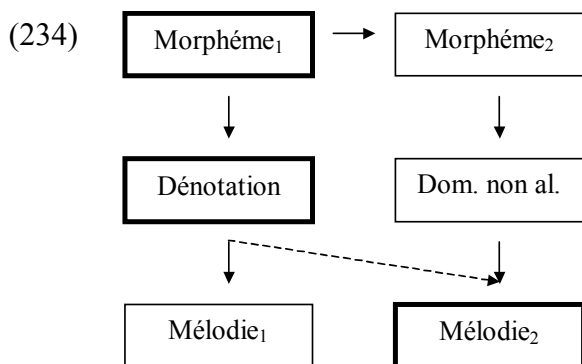 (234) Morphéme₁ Morphéme₂
Dénotation Dom. non al.
Mélodie₁ Mélodie₂